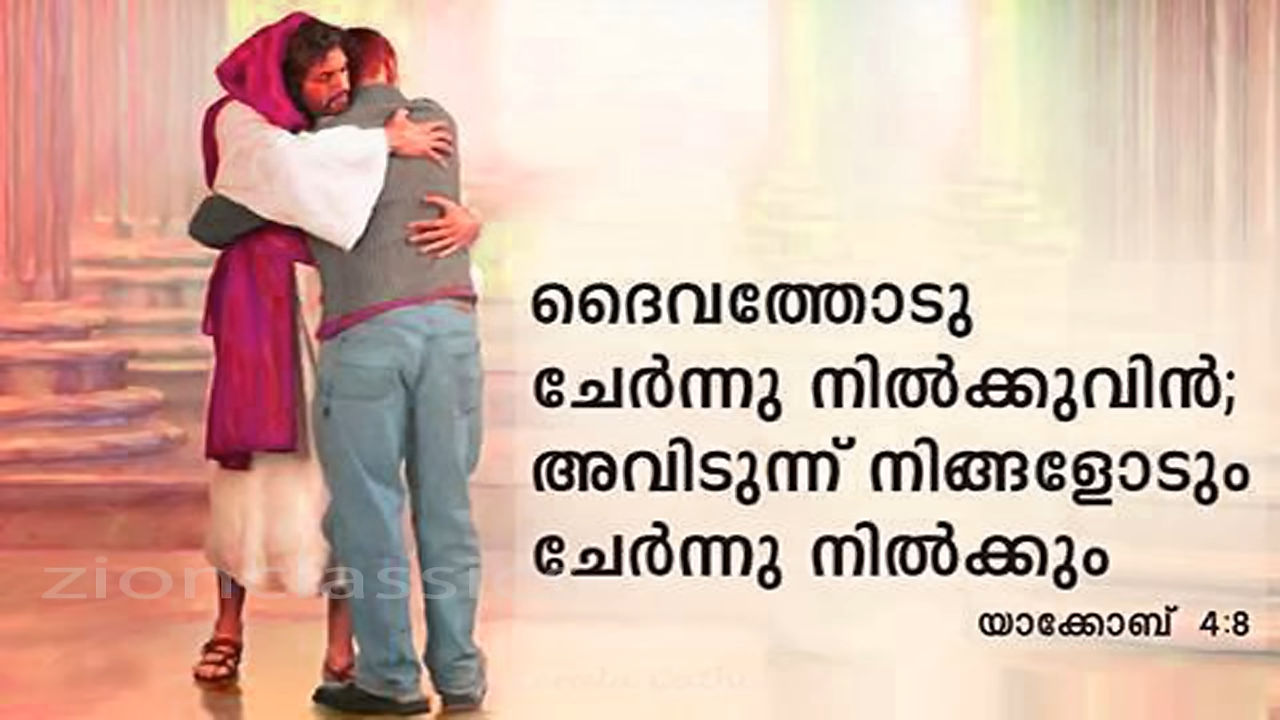 ദൈവത്തോടു
ചേർന്നു നിൽക്കുവിൻ;
അവിടുന്ന് നിങ്ങളോടും
ചേർന്നു നിൽക്കും
യാക്കോബ് 4:8